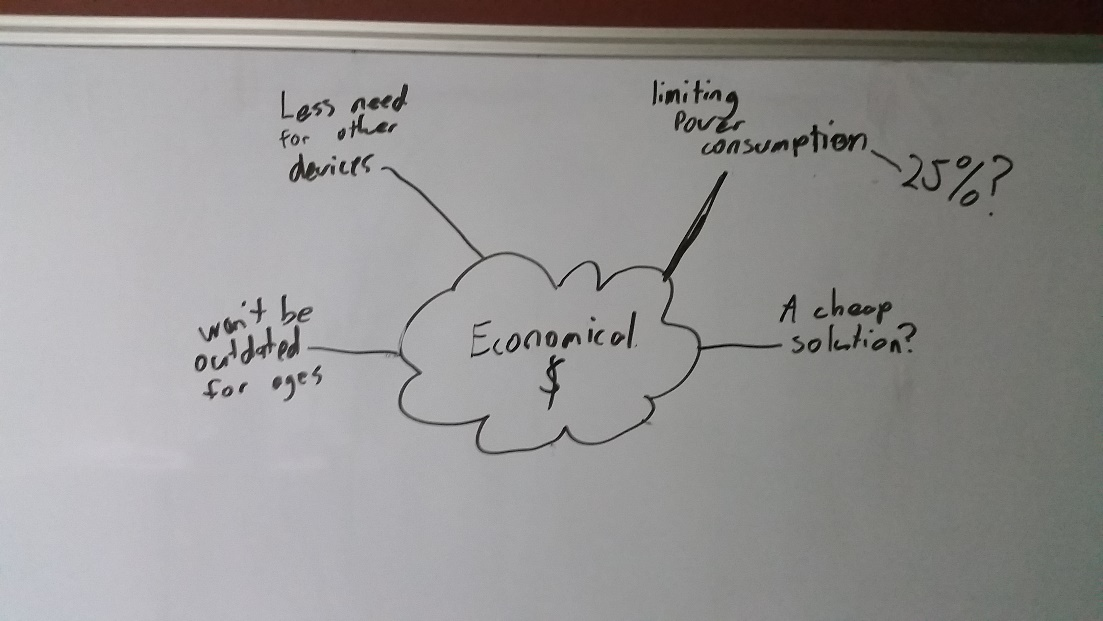 Less need
for other
devices
limiting
Power
consumption
25%?
won't be
outdated
for ages
Economical
$
A cheap
solution?